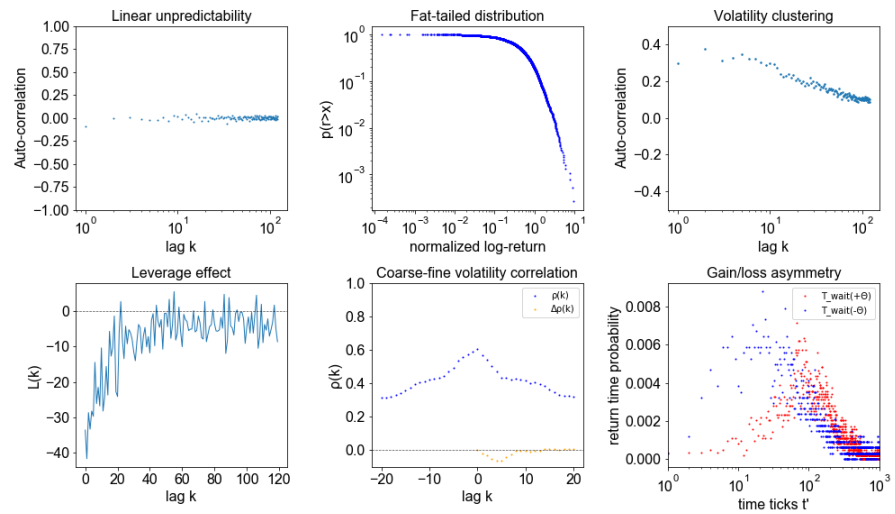 Linear unpredictability
Auto-correlation
1.00
0.75
0.50
0.25
0.00
−0.25
−0.50
−0.75
−1.00
10^0
10^1
10^2
lag k
Fat-tailed distribution
p(r>x)
10^0
10^−1
10^−2
10^−3
10^−4
10^−3
10^−2
10^−1
10^0
10^1
normalized log-return
Volatility clustering
Auto-correlation
0.4
0.2
0.0
−0.2
−0.4
10^0
10^1
10^2
lag k
Leverage effect
L(k)
0
−10
−20
−30
−40
0
20
40
60
80
100
120
lag k
Coarse-fine volatility correlation
ρ(k)
Δρ(k)
ρ(k)
1.0
0.8
0.6
0.4
0.2
0.0
−20
−10
0
10
20
lag k
Gain/loss asymmetry
T_wait(+Θ)
T_wait(-Θ)
return time probability
0.008
0.006
0.004
0.002
0.000
10^0
10^1
10^2
10^3
time ticks t'